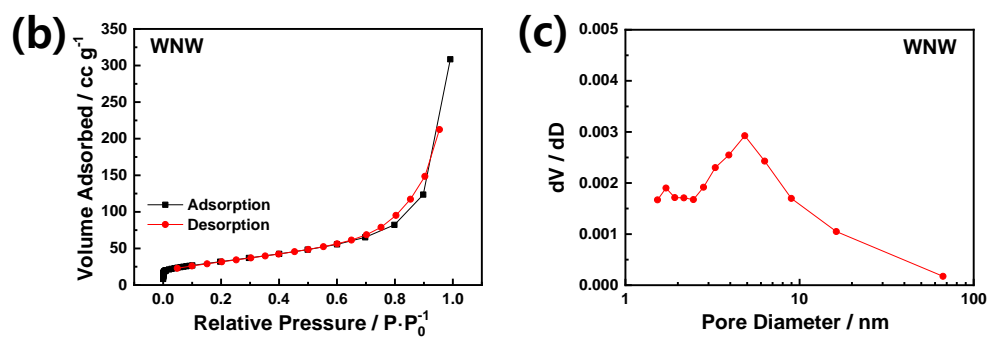 (b)
WNW
Volume Adsorbed / cc g⁻¹
350
300
250
200
150
100
50
0
Adsorption
Desorption
0.0 0.2 0.4 0.6 0.8 1.0
Relative Pressure / P·P₀⁻¹
(c)
WNW
dV / dD
0.005
0.004
0.003
0.002
0.001
0.000
1 10 100
Pore Diameter / nm